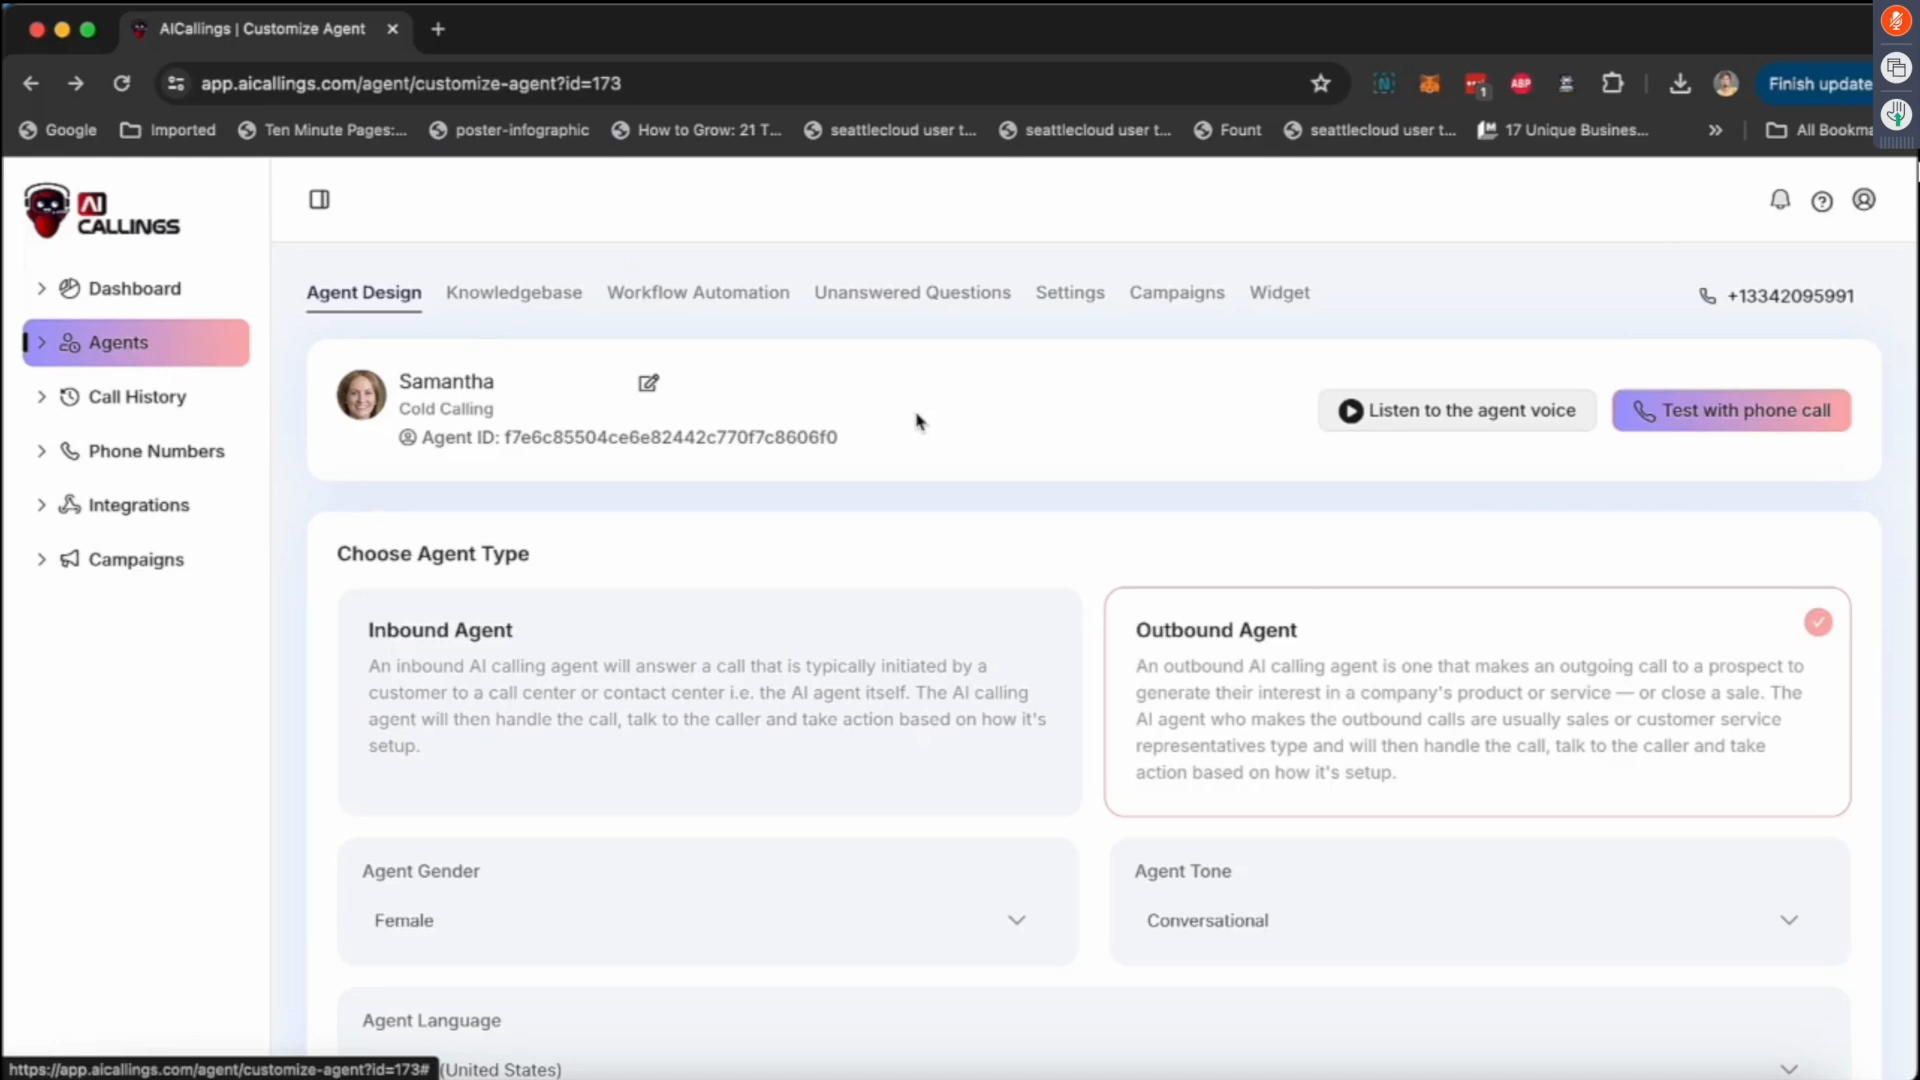 AICallings | Customize Agent
app.aicallings.com/agent/customize-agent?id=173
1
ABP
Finish update
Google
Imported
Ten Minute Pages:...
poster-infographic
How to Grow: 21 T...
seattlecloud user t...
seattlecloud user t...
Fount
seattlecloud user t...
17 Unique Busines...
All Bookma
AI
CALLINGS
Dashboard
Agents
Call History
Phone Numbers
Integrations
Campaigns
Agent Design
Knowledgebase
Workflow Automation
Unanswered Questions
Settings
Campaigns
Widget
+13342095991
Samantha
Cold Calling
Agent ID: f7e6c85504ce6e82442c770f7c8606f0
Listen to the agent voice
Test with phone call
Choose Agent Type
Inbound Agent
An inbound AI calling agent will answer a call that is typically initiated by a
customer to a call center or contact center i.e. the AI agent itself. The AI calling
agent will then handle the call, talk to the caller and take action based on how it's
setup.
Outbound Agent
An outbound AI calling agent is one that makes an outgoing call to a prospect to
generate their interest in a company's product or service — or close a sale. The
AI agent who makes the outbound calls are usually sales or customer service
representatives type and will then handle the call, talk to the caller and take
action based on how it's setup.
Agent Gender
Female
Agent Tone
Conversational
Agent Language
(United States)
https://app.aicallings.com/agent/customize-agent?id=173#